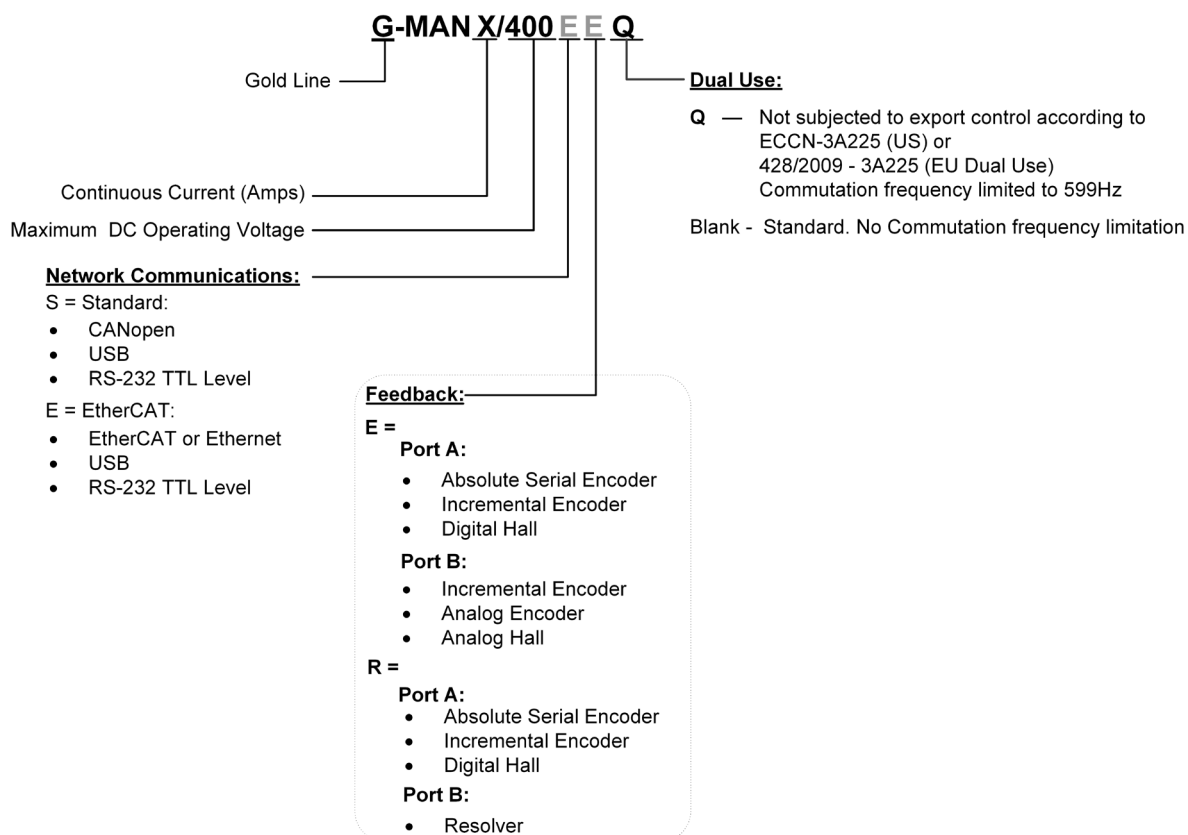 G-MAN X/400 E E Q
Gold Line
Continuous Current (Amps)
Maximum DC Operating Voltage
Network Communications:
S = Standard:
• CANopen
• USB
• RS-232 TTL Level
E = EtherCAT:
• EtherCAT or Ethernet
• USB
• RS-232 TTL Level
Feedback:
E =
Port A:
• Absolute Serial Encoder
• Incremental Encoder
• Digital Hall
Port B:
• Incremental Encoder
• Analog Encoder
• Analog Hall
R =
Port A:
• Absolute Serial Encoder
• Incremental Encoder
• Digital Hall
Port B:
• Resolver
Dual Use:
Q — Not subjected to export control according to
ECCN-3A225 (US) or
428/2009 - 3A225 (EU Dual Use)
Commutation frequency limited to 599Hz
Blank - Standard. No Commutation frequency limitation